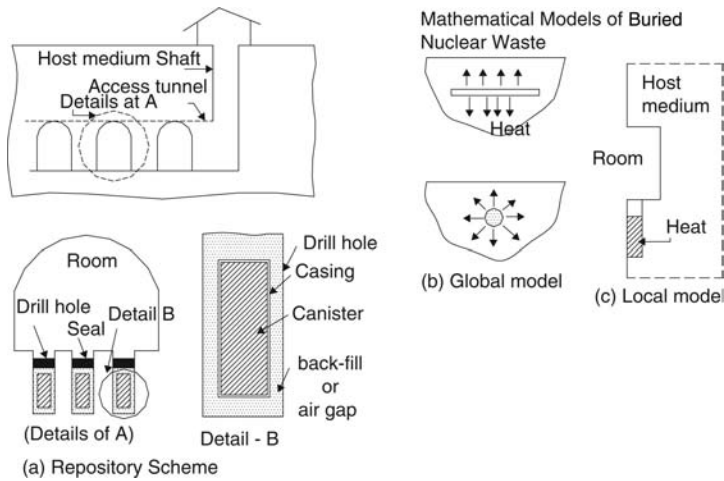 Host medium Shaft
Access tunnel
Details at A
Room
Drill hole
Seal
Detail B
(Details of A)
Drill hole
Casing
Canister
back-fill
or
air gap
Detail - B
(a) Repository Scheme
Mathematical Models of Buried
Nuclear Waste
Heat
(b) Global model
Host
medium
Room
Heat
(c) Local model